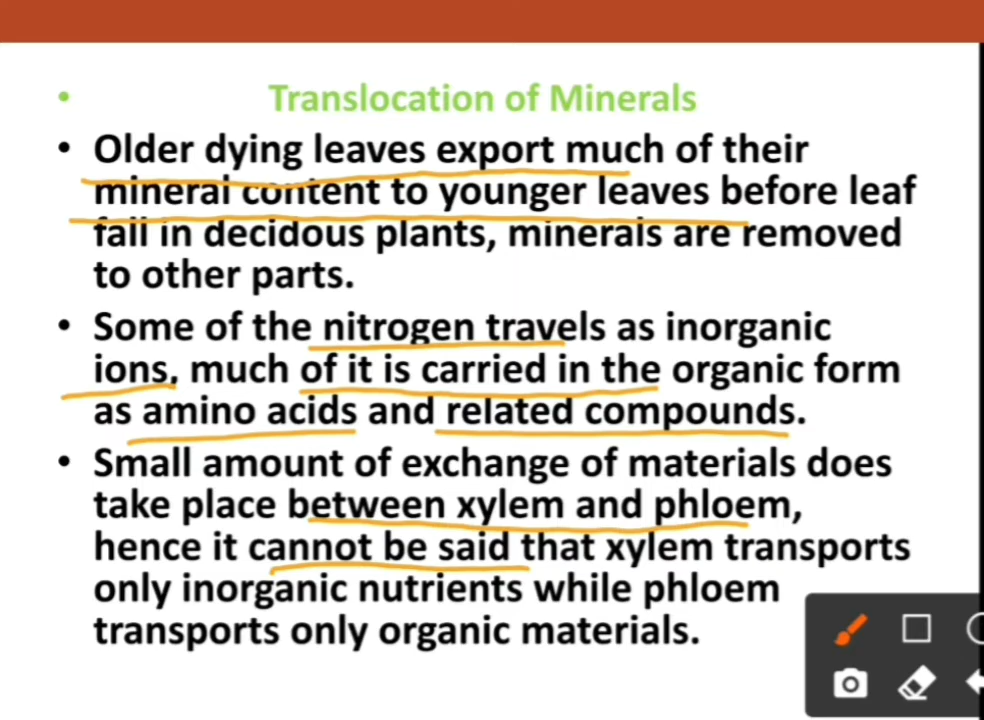 • Translocation of Minerals
• Older dying leaves export much of their
mineral content to younger leaves before leaf
fall in decidous plants, minerals are removed
to other parts.
• Some of the nitrogen travels as inorganic
ions, much of it is carried in the organic form
as amino acids and related compounds.
• Small amount of exchange of materials does
take place between xylem and phloem,
hence it cannot be said that xylem transports
only inorganic nutrients while phloem
transports only organic materials.